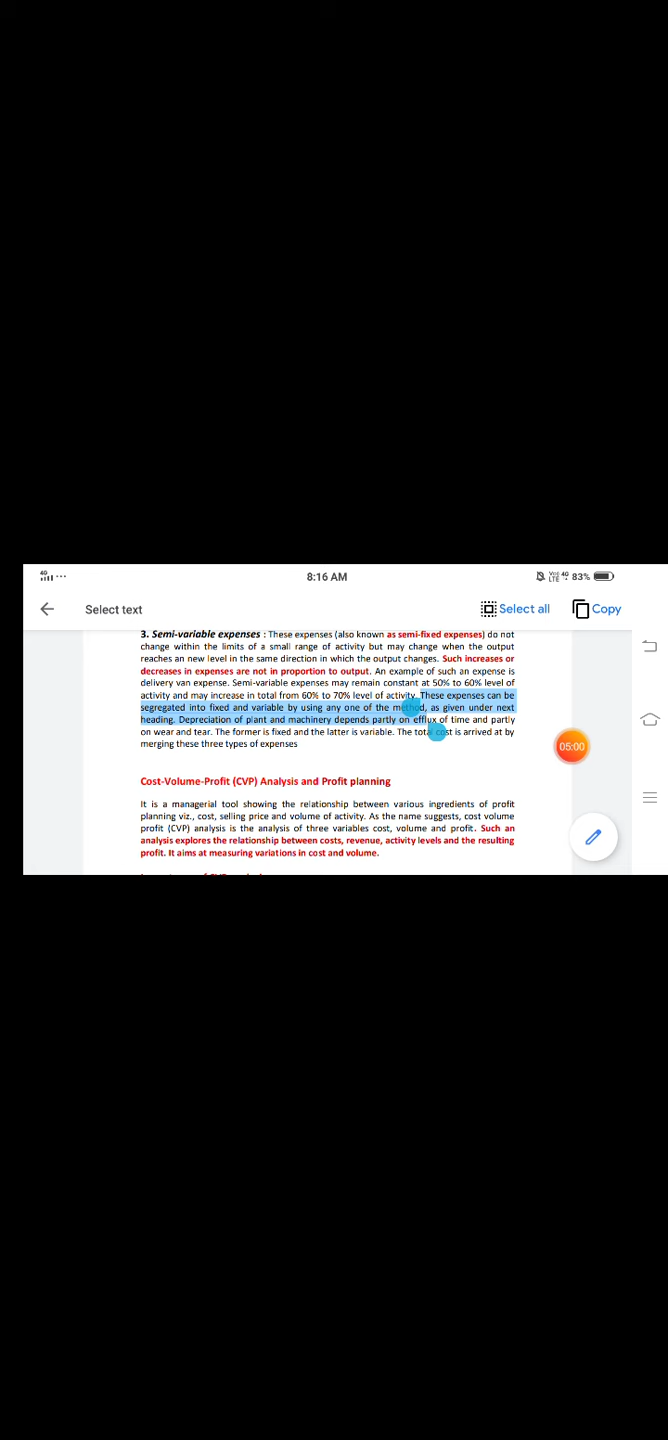 4G
8:16 AM
VoLTE 4G 83%
Select text
Select all
Copy
3. Semi-variable expenses : These expenses (also known as semi-fixed expenses) do not
change within the limits of a small range of activity but may change when the output
reaches an new level in the same direction in which the output changes. Such increases or
decreases in expenses are not in proportion to output. An example of such an expense is
delivery van expense. Semi-variable expenses may remain constant at 50% to 60% level of
activity and may increase in total from 60% to 70% level of activity. These expenses can be
segregated into fixed and variable by using any one of the method, as given under next
heading. Depreciation of plant and machinery depends partly on efflux of time and partly
on wear and tear. The former is fixed and the latter is variable. The total cost is arrived at by
merging these three types of expenses
05:00
Cost-Volume-Profit (CVP) Analysis and Profit planning
It is a managerial tool showing the relationship between various ingredients of profit
planning viz., cost, selling price and volume of activity. As the name suggests, cost volume
profit (CVP) analysis is the analysis of three variables cost, volume and profit. Such an
analysis explores the relationship between costs, revenue, activity levels and the resulting
profit. It aims at measuring variations in cost and volume.